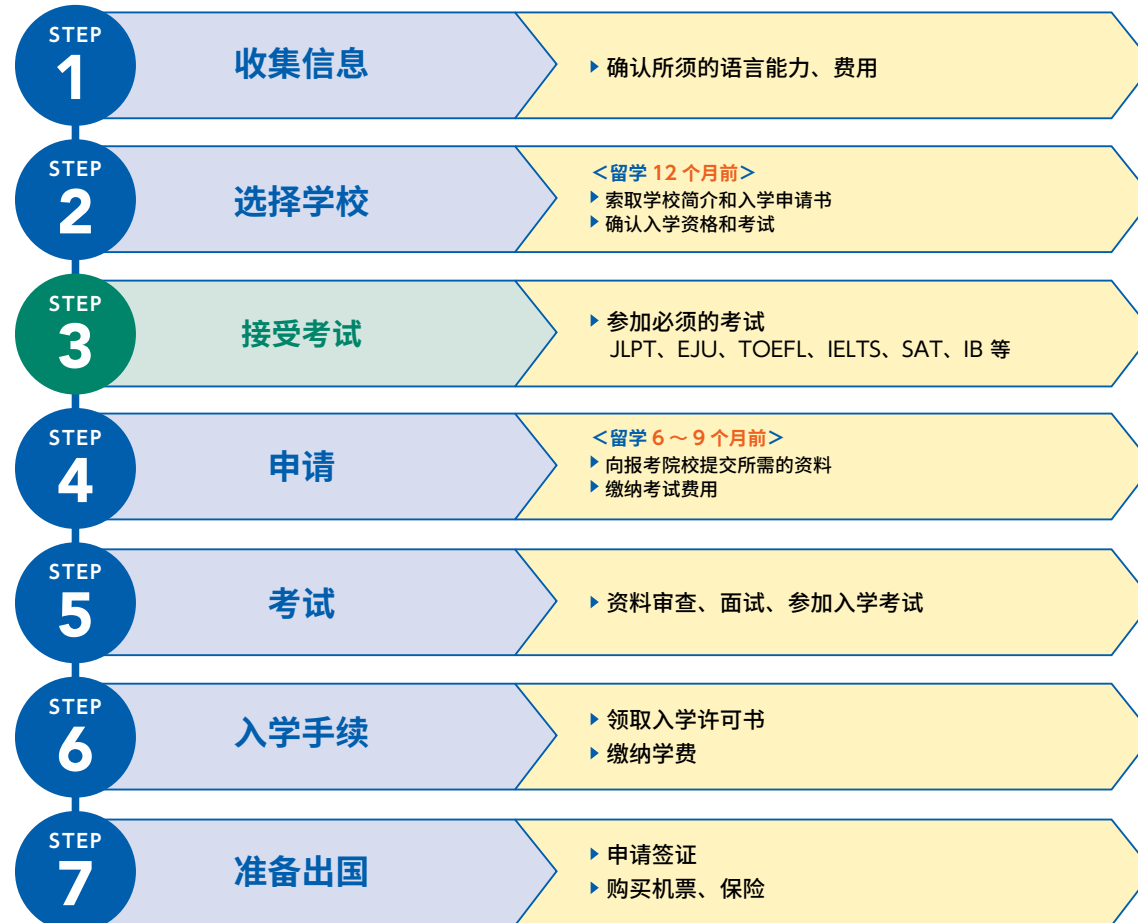 STEP
1
收集信息
确认所须的语言能力、费用
STEP
2
选择学校
＜留学 12 个月前＞
索取学校简介和入学申请书
确认入学资格和考试
STEP
3
接受考试
参加必须的考试
JLPT、EJU、TOEFL、IELTS、SAT、IB 等
STEP
4
申请
＜留学 6 ～ 9 个月前＞
向报考院校提交所需的资料
缴纳考试费用
STEP
5
考试
资料审查、面试、参加入学考试
STEP
6
入学手续
领取入学许可书
缴纳学费
STEP
7
准备出国
申请签证
购买机票、保险